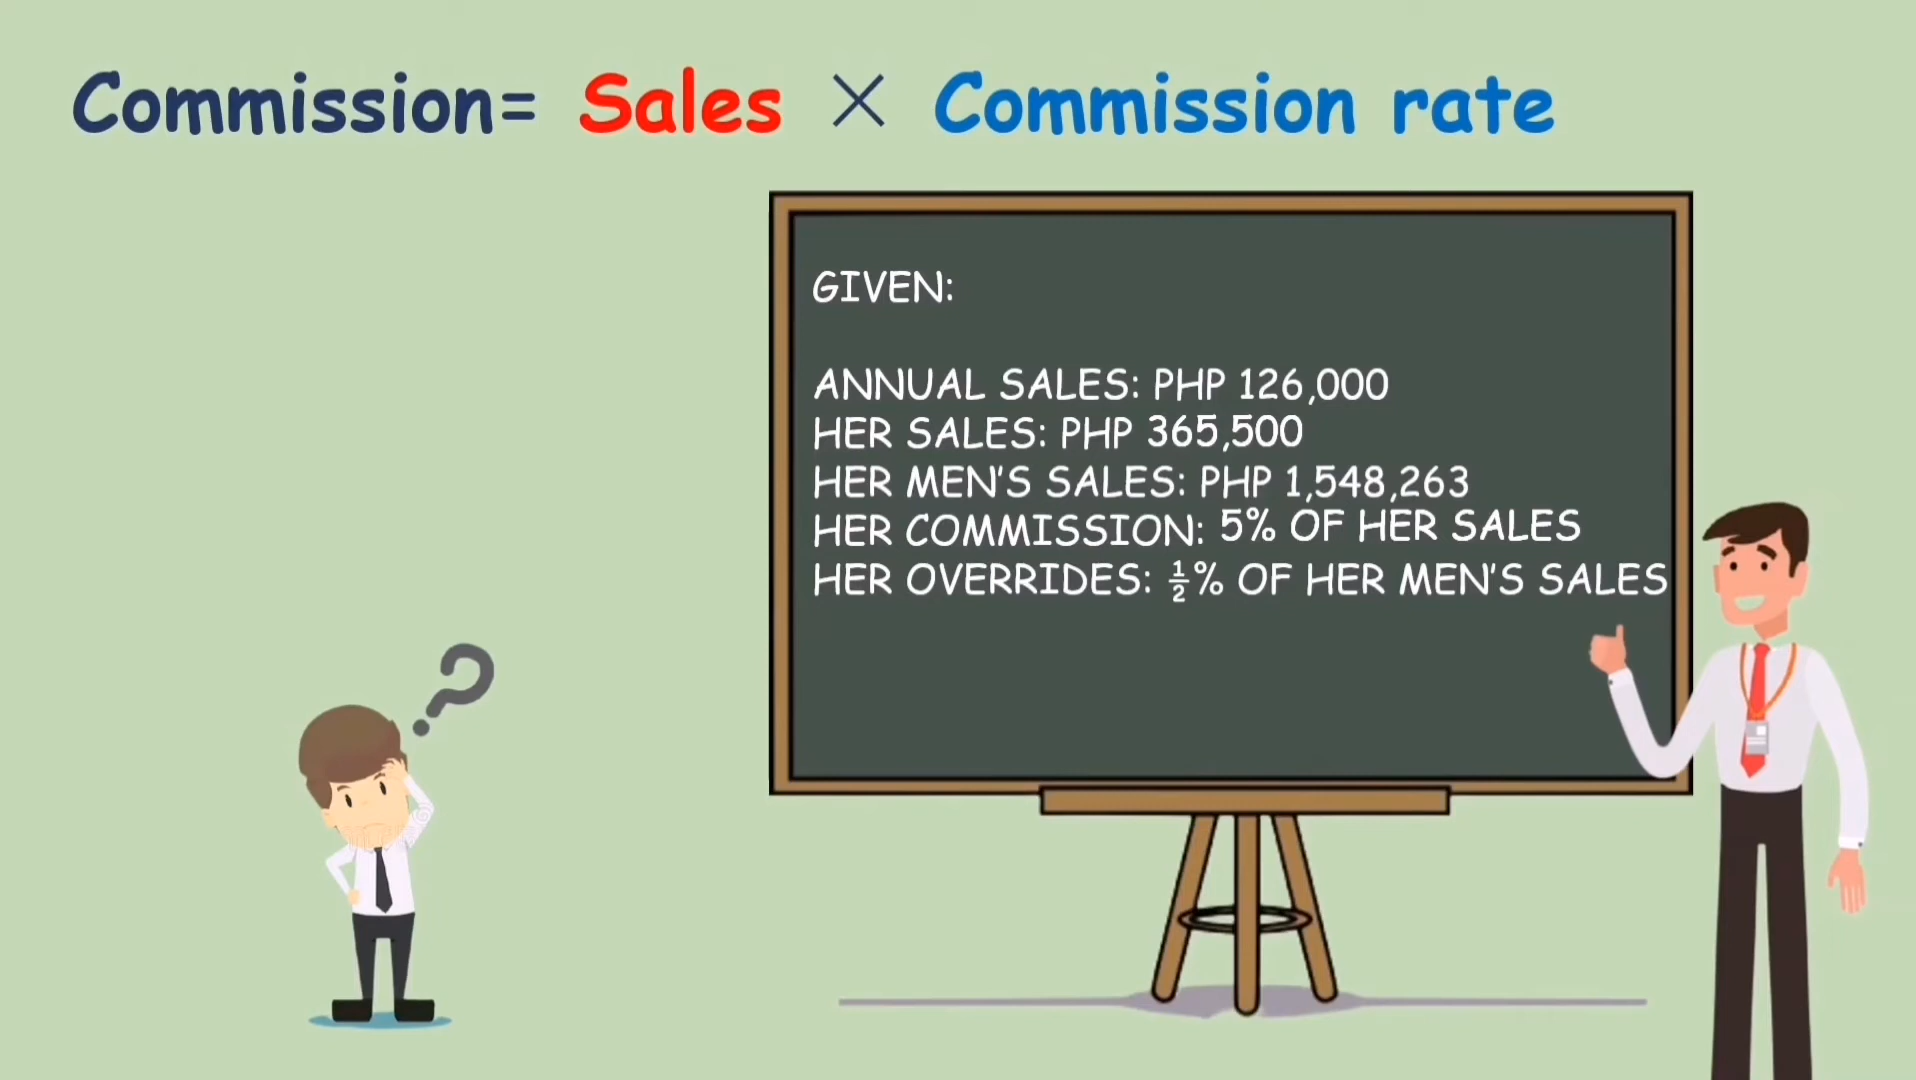 Commission= Sales × Commission rate
GIVEN:
ANNUAL SALES: PHP 126,000
HER SALES: PHP 365,500
HER MEN'S SALES: PHP 1,548,263
HER COMMISSION: 5% OF HER SALES
HER OVERRIDES: ½% OF HER MEN'S SALES
?